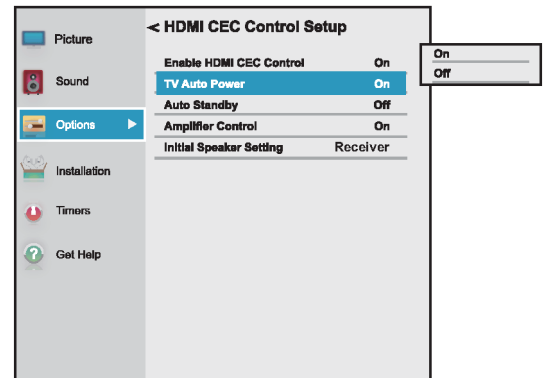 < HDMI CEC Control Setup
Picture
Sound
Options
Installation
Timers
Get Help
Enable HDMI CEC Control On
TV Auto Power On
Auto Standby Off
Amplifier Control On
Initial Speaker Setting Receiver
On
Off